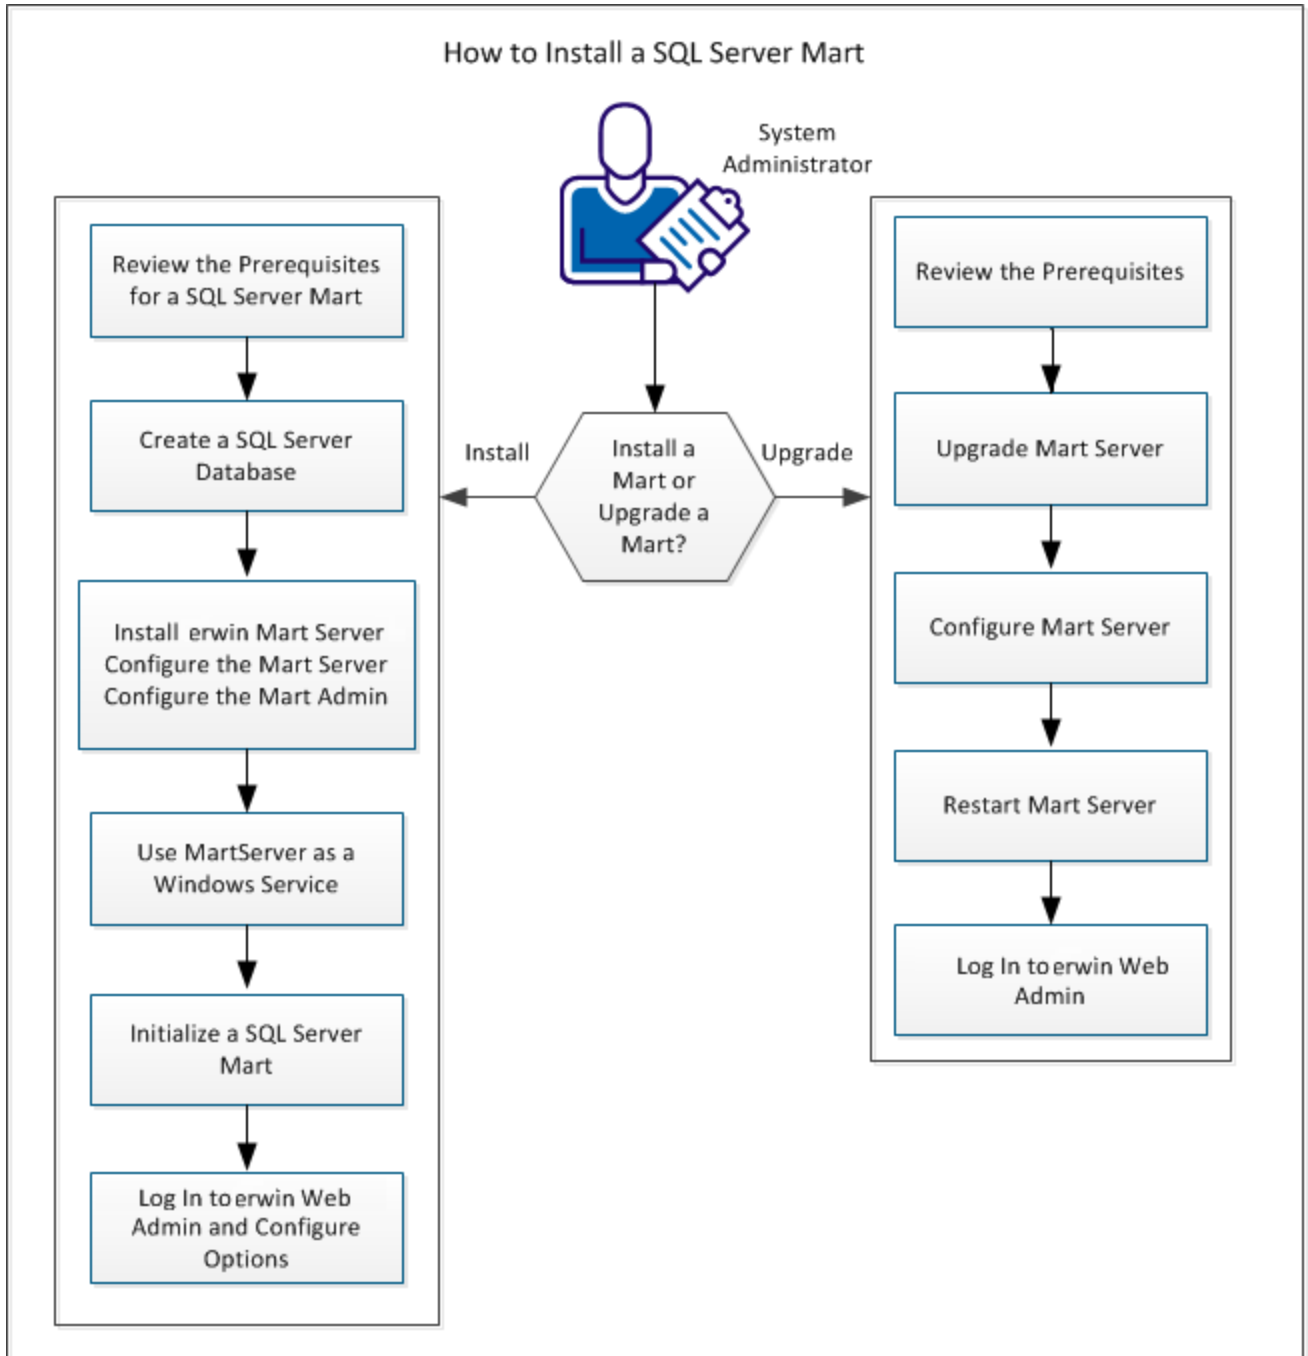 How to Install a SQL Server Mart
System
Administrator
Review the Prerequisites
for a SQL Server Mart
Create a SQL Server
Database
Install erwin Mart Server
Configure the Mart Server
Configure the Mart Admin
Use MartServer as a
Windows Service
Initialize a SQL Server
Mart
Log In to erwin Web
Admin and Configure
Options
Install
Install a
Mart or
Upgrade a
Mart?
Upgrade
Review the Prerequisites
Upgrade Mart Server
Configure Mart Server
Restart Mart Server
Log In to erwin Web
Admin